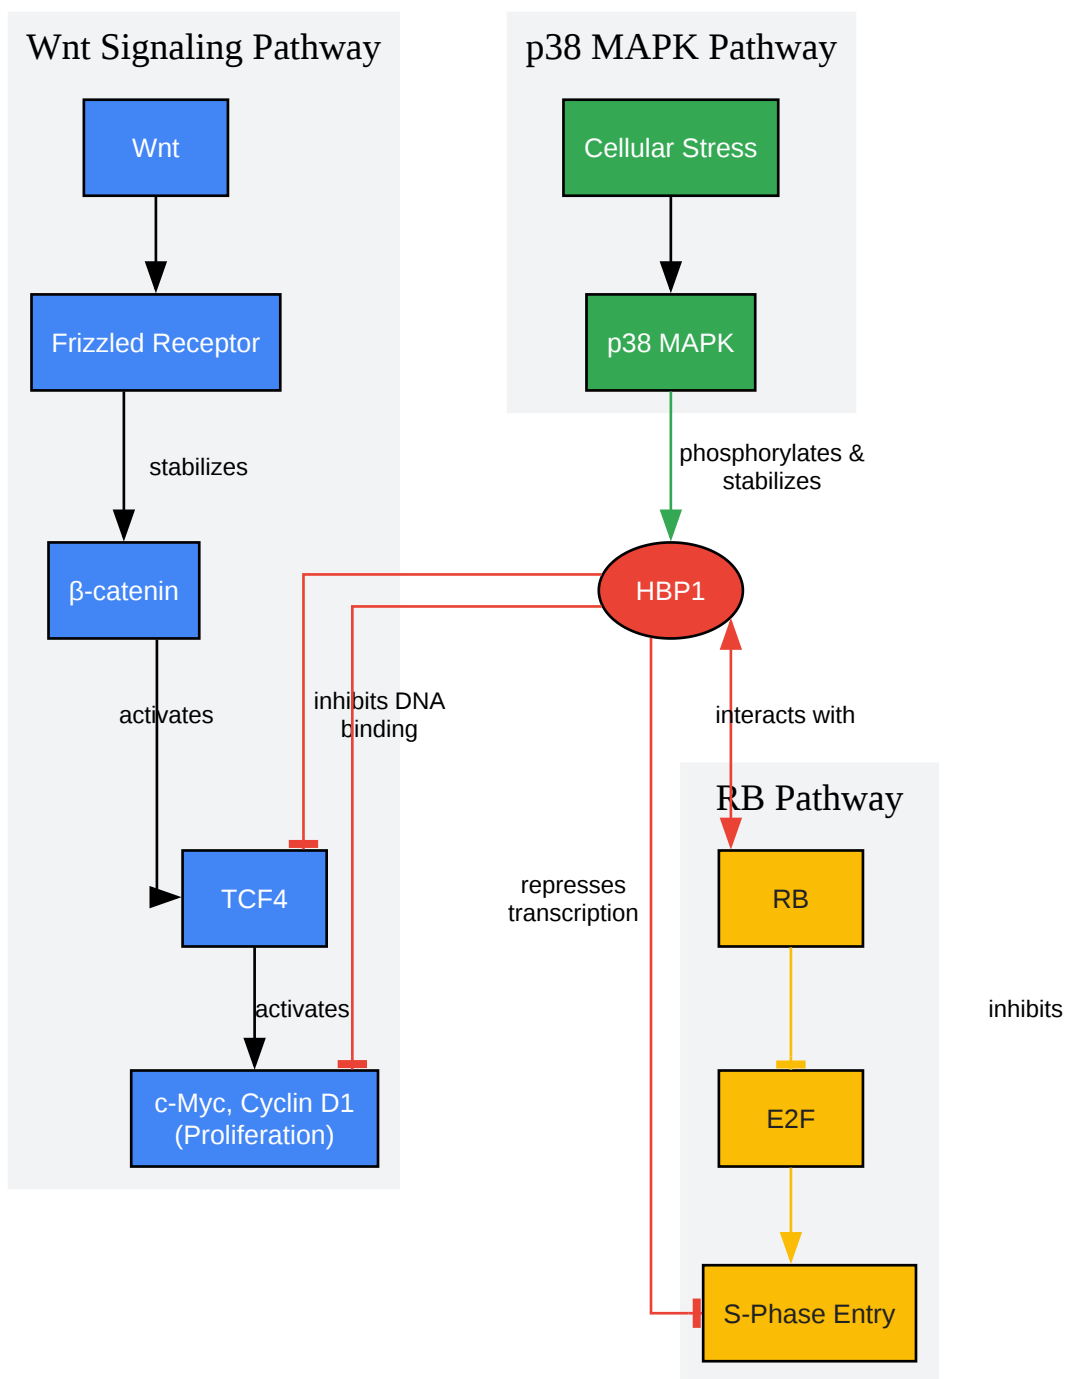 Wnt Signaling Pathway
p38 MAPK Pathway
Wnt
Cellular Stress
Frizzled Receptor
p38 MAPK
stabilizes
phosphorylates &
stabilizes
β-catenin
HBP1
activates
inhibits DNA
binding
interacts with
RB Pathway
represses
transcription
TCF4
RB
activates
inhibits
c-Myc, Cyclin D1
(Proliferation)
E2F
S-Phase Entry